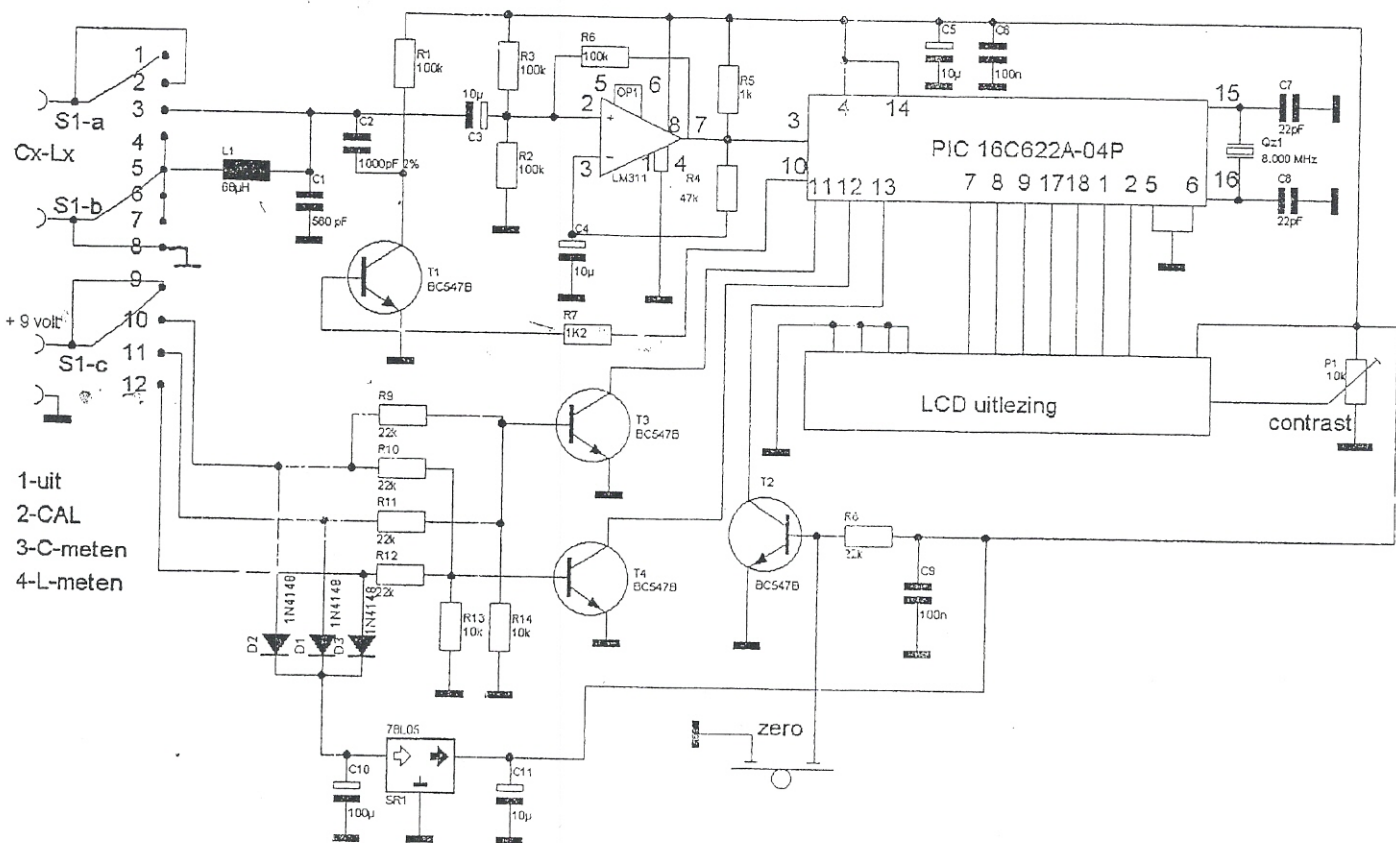 1
2
3
4
5
6
7
8
9
10
11
12
S1-a
Cx-Lx
S1-b
+ 9 volt
S1-c
1-uit
2-CAL
3-C-meten
4-L-meten
L1
68µH
C1
560 pF
C2
1000pF 2%
R1
100k
10µ
C3
R3
100k
R2
100k
R6
100k
5
6
OP1
2
+
8
7
3
-
1
4
LM311
R5
1k
R4
47k
C4
10µ
C5
10µ
C6
100n
3
10
4
14
PIC 16C622A-04P
11
12
13
7
8
9
17
18
1
2
5
6
15
16
C7
22pF
Qz1
8.000 MHz
C8
22pF
T1
BC547B
R7
1K2
LCD uitlezing
P1
10k
contrast
R9
22k
R10
22k
R11
22k
R12
22k
T3
BC547B
T4
BC547B
T2
BC547B
22k
C9
100n
R13
10k
R14
10k
1N4148
1N4148
1N4148
D2
D1
D3
78L05
SR1
C10
100µ
C11
10µ
zero